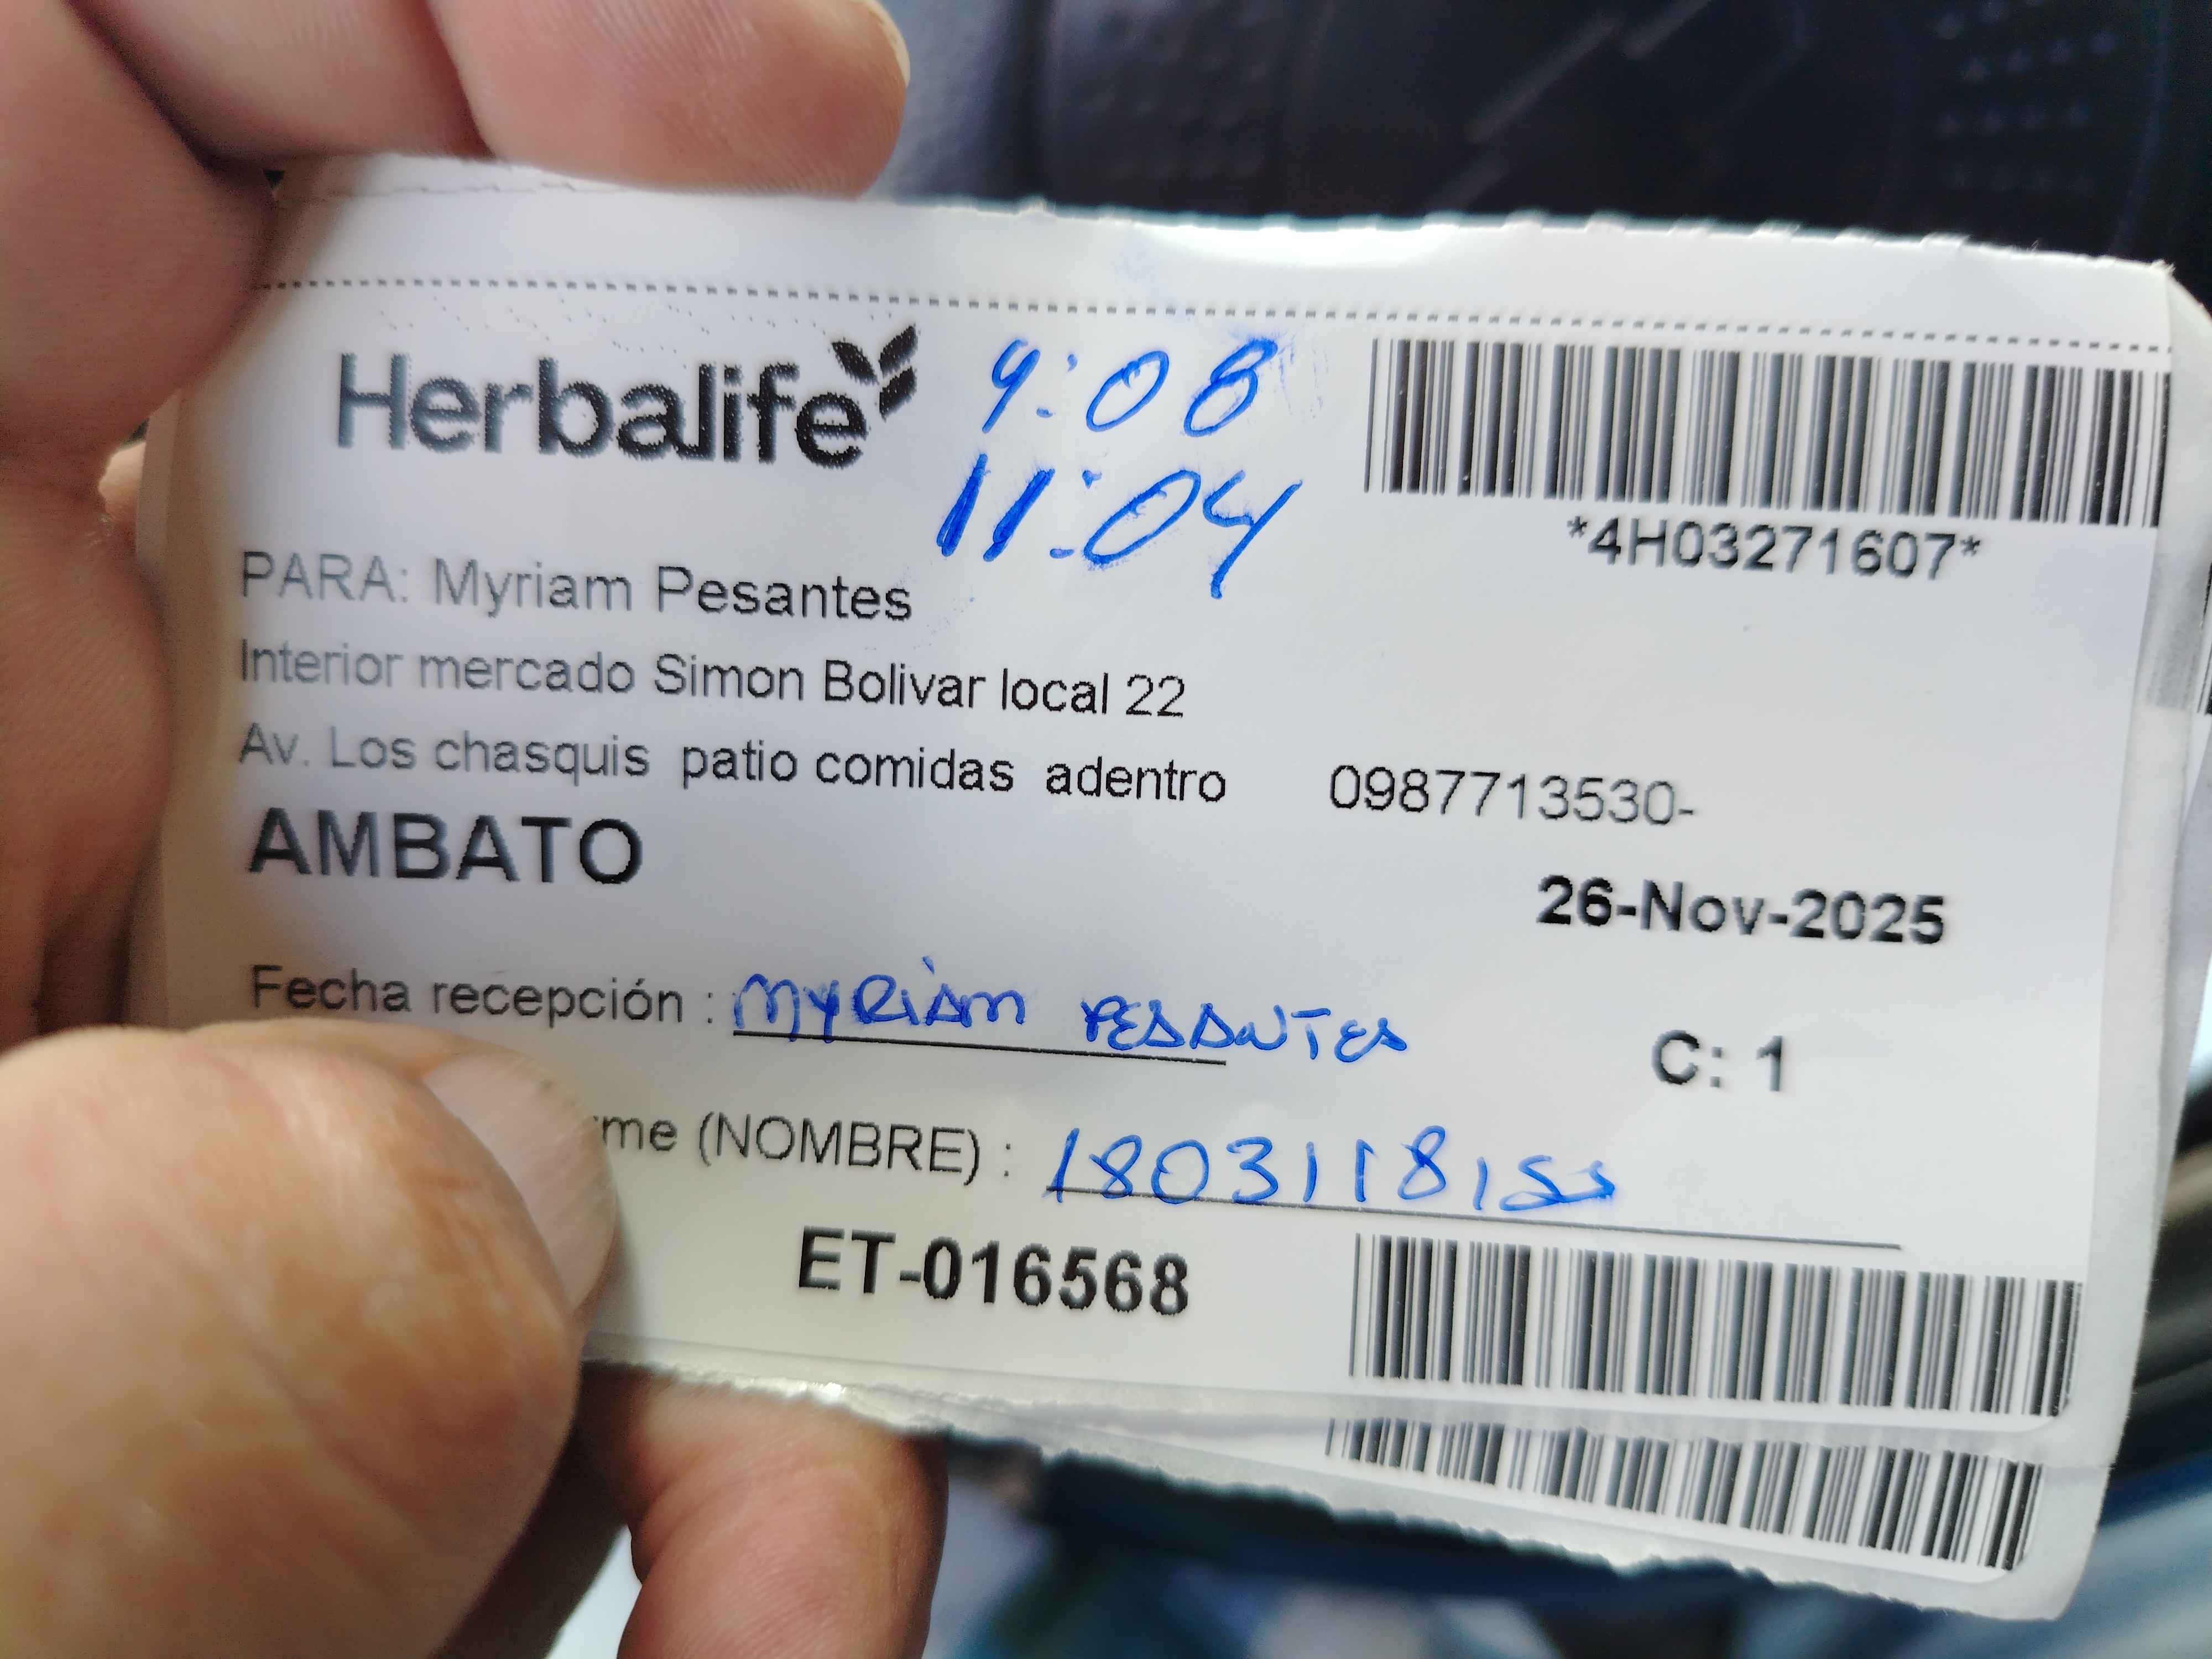 Herbalife
9:08
11:04
*4H03271607*
PARA: Myriam Pesantes
Interior mercado Simon Bolivar local 22
Av. Los chasquis patio comidas adentro 0987713530-
AMBATO
26-Nov-2025
Fecha recepción : MYRIAM PESANTES
C: 1
me (NOMBRE) : 1803118155
ET-016568